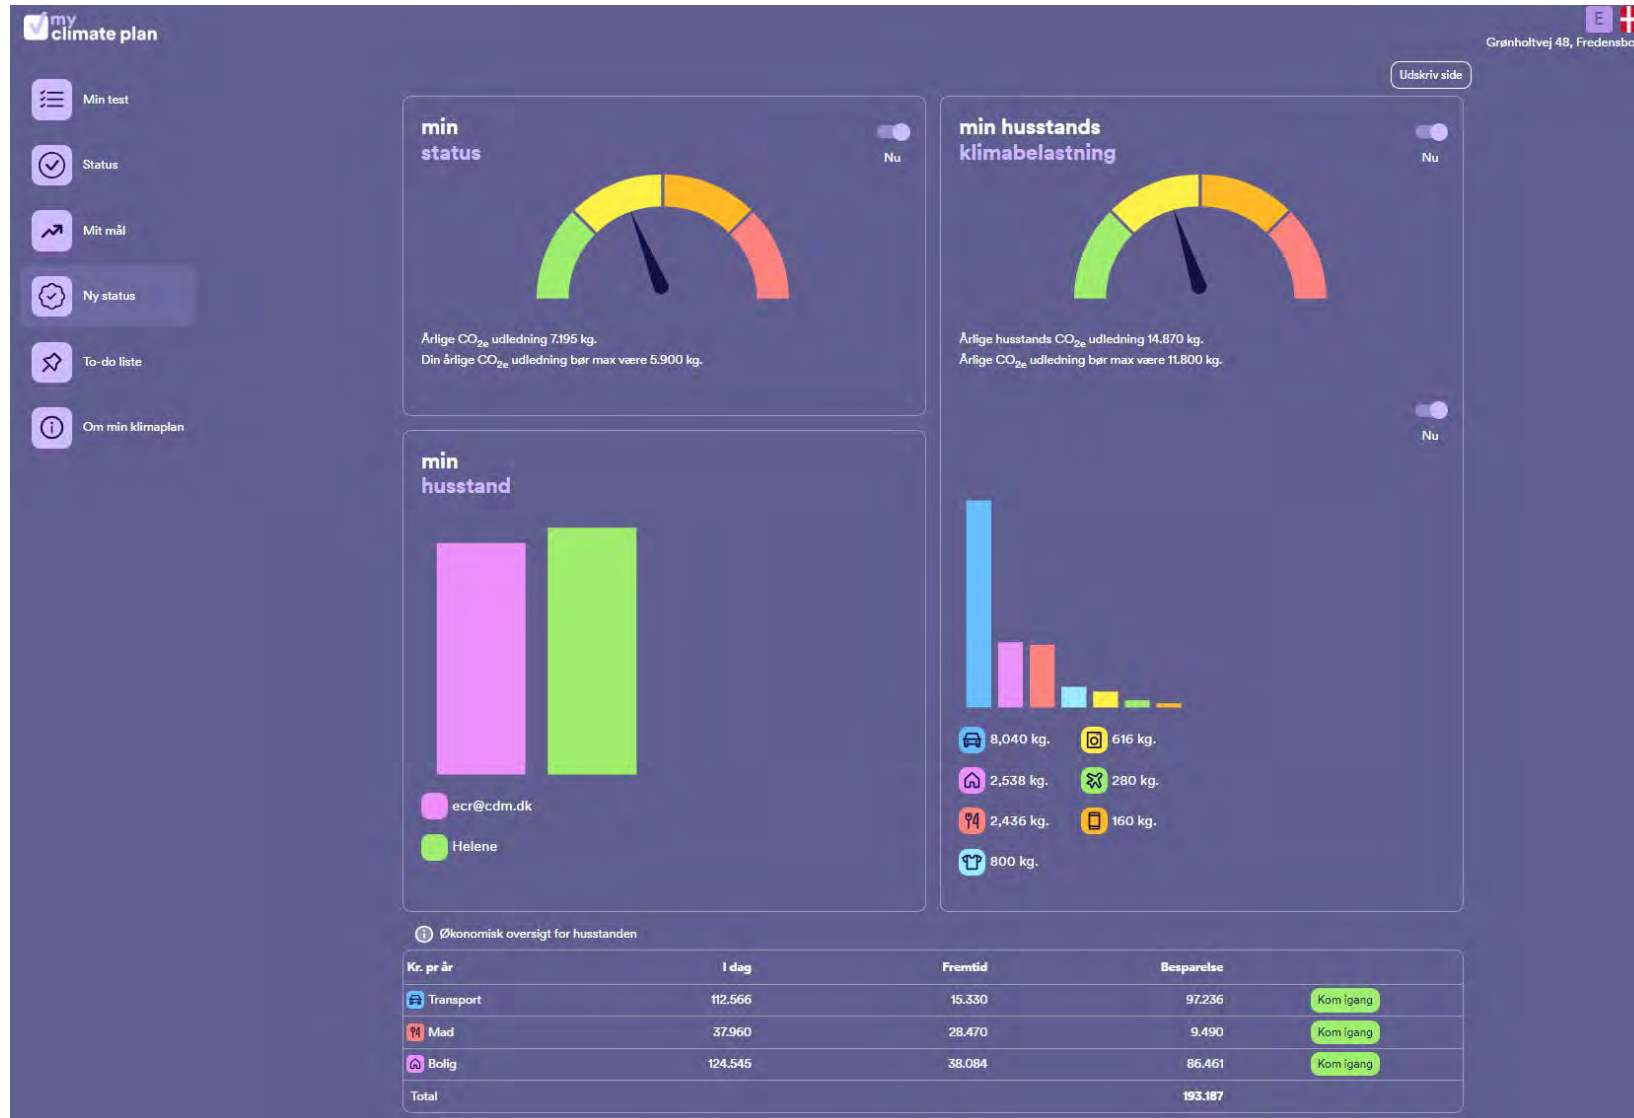 my
climate plan
E
Grønholtvej 48, Fredensbo
Udskriv side
Min test
Status
Mit mål
Ny status
To-do liste
Om min klimaplan
min
status
Nu
Årlige CO2e udledning 7.195 kg.
Din årlige CO2e udledning bør max være 5.900 kg.
min husstands
klimabelastning
Nu
Årlige husstands CO2e udledning 14.870 kg.
Årlige CO2e udledning bør max være 11.800 kg.
Nu
min
husstand
ecr@cdm.dk
Helene
8,040 kg. 616 kg.
2,538 kg. 280 kg.
2,436 kg. 160 kg.
800 kg.
Økonomisk oversigt for husstanden
Kr. pr år I dag Fremtid Besparelse
Transport 112.566 15.330 97.236 Kom igang
Mad 37.960 28.470 9.490 Kom igang
Bolig 124.545 38.084 86.461 Kom igang
Total 193.187